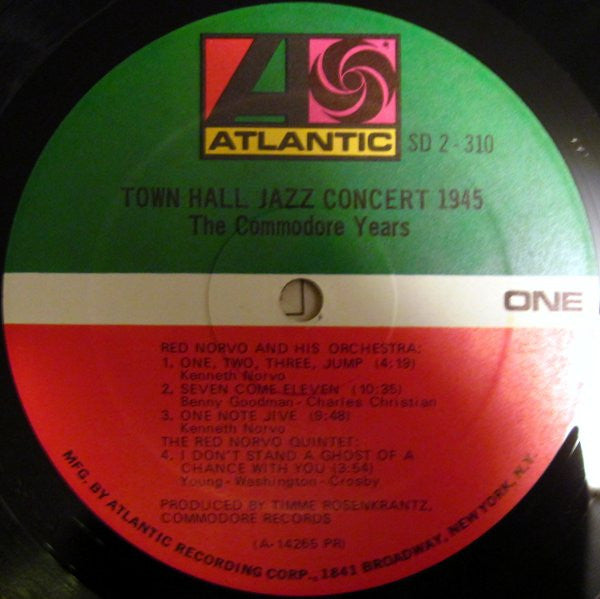 ATLANTIC
SD 2-310
TOWN HALL JAZZ CONCERT 1945
The Commodore Years
ONE
RED NORVO AND HIS ORCHESTRA:
1. ONE, TWO, THREE, JUMP (4:19)
Kenneth Norvo
2. SEVEN COME ELEVEN (10:35)
Benny Goodman - Charles Christian
3. ONE NOTE JIVE (9:48)
Kenneth Norvo
THE RED NORVO QUINTET:
4. I DON'T STAND A GHOST OF A
CHANCE WITH YOU (3:54)
Young - Washington - Crosby
PRODUCED BY TIMME ROSENKRANTZ,
COMMODORE RECORDS
(A-14265 PR)
MFG. BY ATLANTIC RECORDING CORP., 1841 BROADWAY, NEW YORK, N.Y.